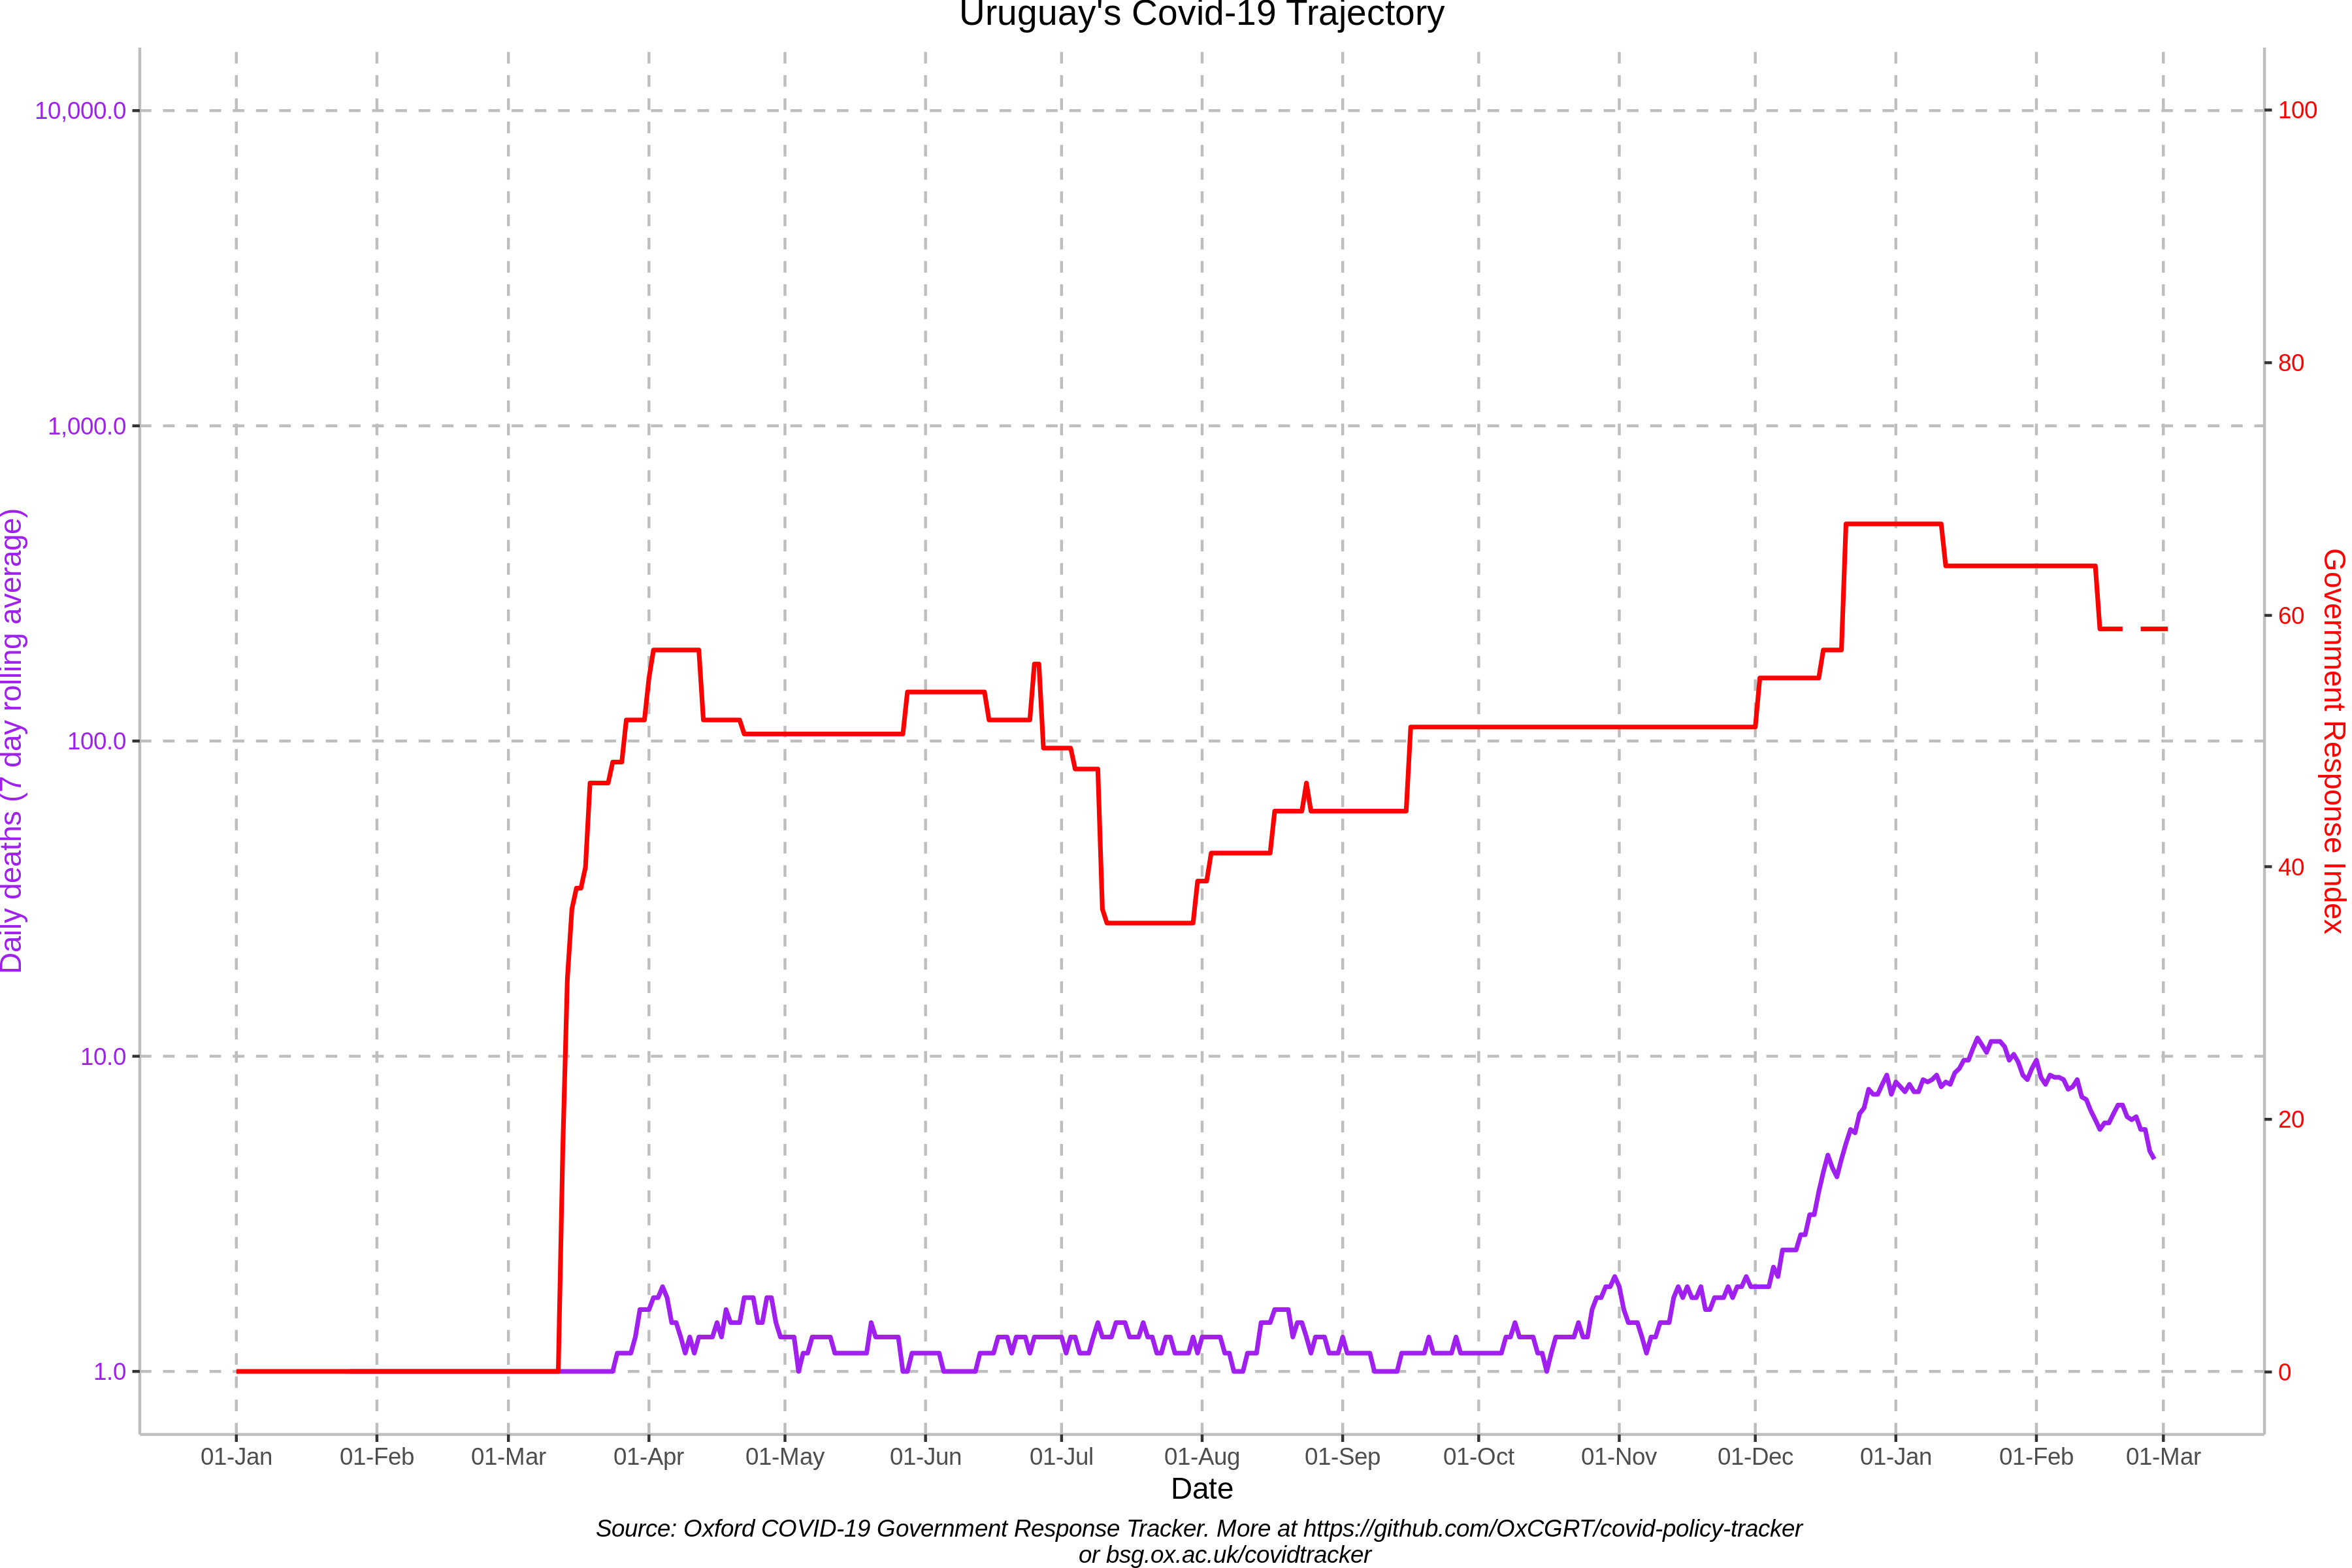 Uruguay's Covid-19 Trajectory
10,000.0
1,000.0
100.0
10.0
1.0
Daily deaths (7 day rolling average)
100
80
60
40
20
0
Government Response Index
01-Jan 01-Feb 01-Mar 01-Apr 01-May 01-Jun 01-Jul 01-Aug 01-Sep 01-Oct 01-Nov 01-Dec 01-Jan 01-Feb 01-Mar
Date
Source: Oxford COVID-19 Government Response Tracker. More at https://github.com/OxCGRT/covid-policy-tracker
or bsg.ox.ac.uk/covidtracker